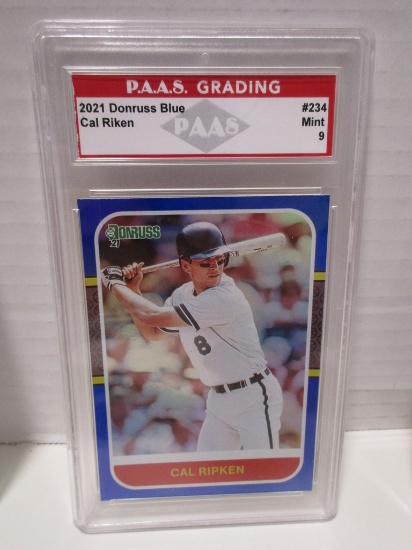 P.A.A.S. GRADING
2021 Donruss Blue #234
Cal Riken Mint
PAAS 9
DONRUSS
21
8
CAL RIPKEN